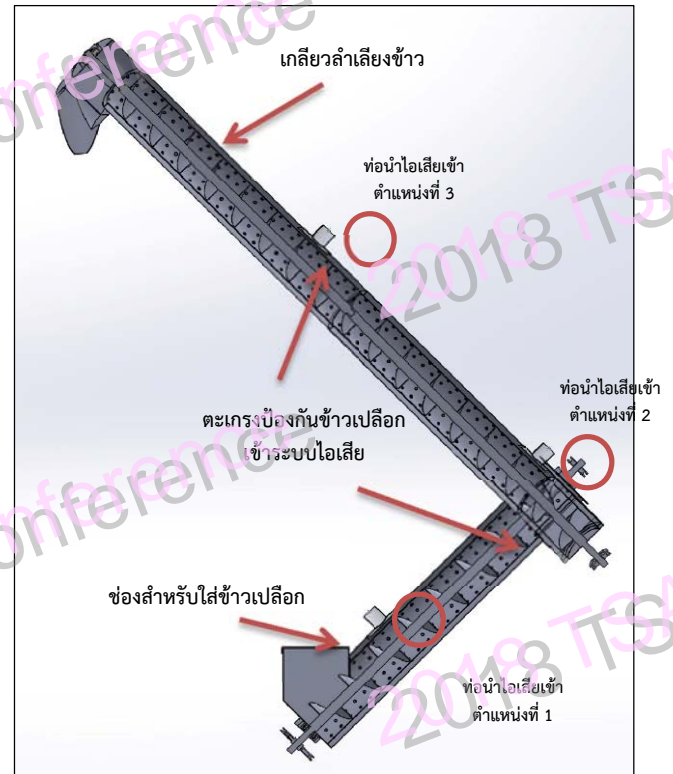 เกลียวลำเลียงข้าว
ท่อนำไอเสียเข้า
ตำแหน่งที่ 3
ท่อนำไอเสียเข้า
ตำแหน่งที่ 2
ตะเกรงป้องกันข้าวเปลือก
เข้าระบบไอเสีย
ช่องสำหรับใส่ข้าวเปลือก
ท่อนำไอเสียเข้า
ตำแหน่งที่ 1
onference
2018 TSA
onference
2018 TSA